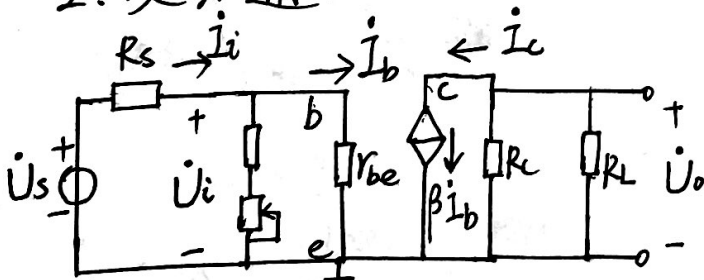 Rs
İi
İb
İc
+
b
c
+
+
U̇s
U̇i
rbe
βİb
Rc
RL
U̇o
-
-
e
-